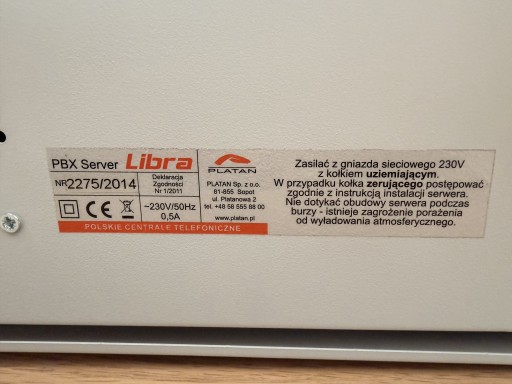 PBX Server Libra
NR 2275/2014
Deklaracja
Zgodności
Nr 1/2011
CE
~230V/50Hz
0,5A
PLATAN
PLATAN Sp. z o.o.
81-855 Sopot
ul. Platanowa 2
tel. +48 58 555 88 00
www.platan.pl
POLSKIE CENTRALE TELEFONICZNE
Zasilać z gniazda sieciowego 230V
z kołkiem uziemiającym.
W przypadku kołka zerującego postępować
zgodnie z instrukcją instalacji serwera.
Nie dotykać obudowy serwera podczas
burzy - istnieje zagrożenie porażenia
od wyładowania atmosferycznego.